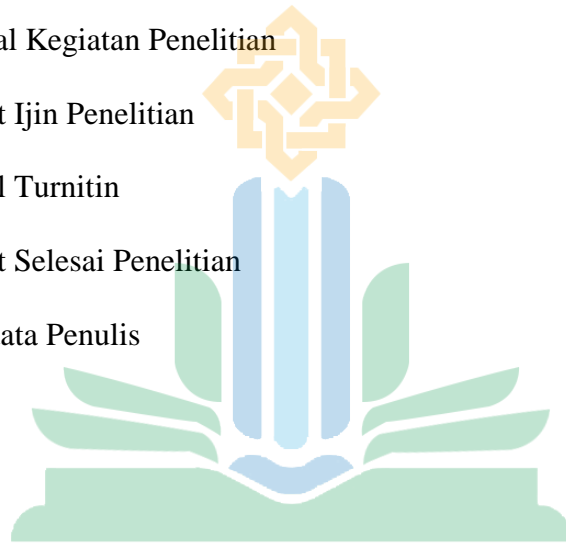 al Kegiatan Penelitian
t Ijin Penelitian
l Turnitin
t Selesai Penelitian
ata Penulis